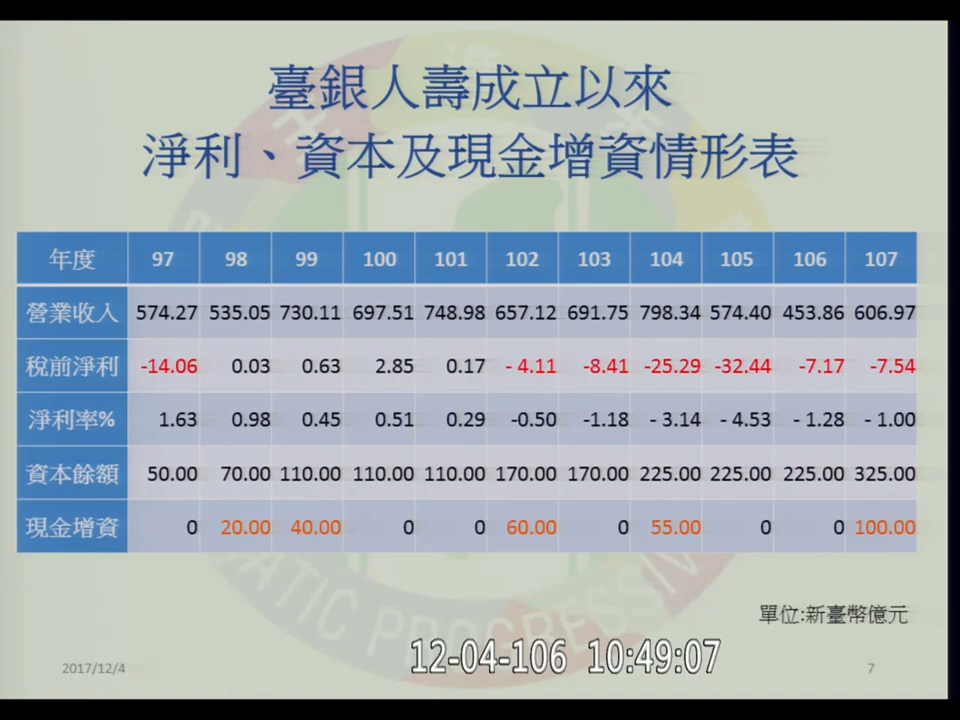 臺銀人壽成立以來
淨利、資本及現金增資情形表
年度 97 98 99 100 101 102 103 104 105 106 107
營業收入 574.27 535.05 730.11 697.51 748.98 657.12 691.75 798.34 574.40 453.86 606.97
稅前淨利 -14.06 0.03 0.63 2.85 0.17 - 4.11 -8.41 -25.29 -32.44 -7.17 -7.54
淨利率% 1.63 0.98 0.45 0.51 0.29 -0.50 -1.18 - 3.14 - 4.53 - 1.28 - 1.00
資本餘額 50.00 70.00 110.00 110.00 110.00 170.00 170.00 225.00 225.00 225.00 325.00
現金增資 0 20.00 40.00 0 0 60.00 0 55.00 0 0 100.00
ATIC PROGRESSIV
單位:新臺幣億元
2017/12/4
12-04-106 10:49:07
7